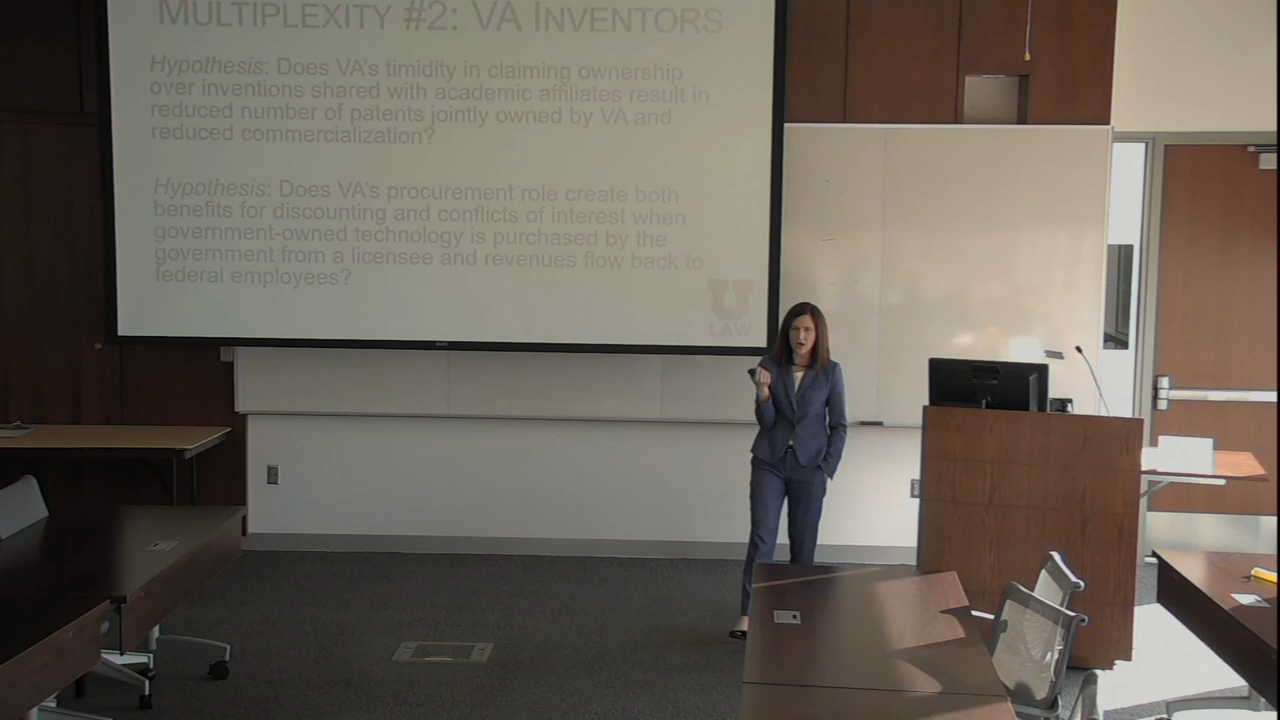 MULTIPLEXITY #2: VA INVENTORS
Hypothesis: Does VA's timidity in claiming ownership
over inventions shared with academic affiliates result in
reduced number of patents jointly owned by VA and
reduced commercialization?
Hypothesis: Does VA's procurement role create both
benefits for discounting and conflicts of interest when
government-owned technology is purchased by the
government from a licensee and revenues flow back to
federal employees?
U
LAW